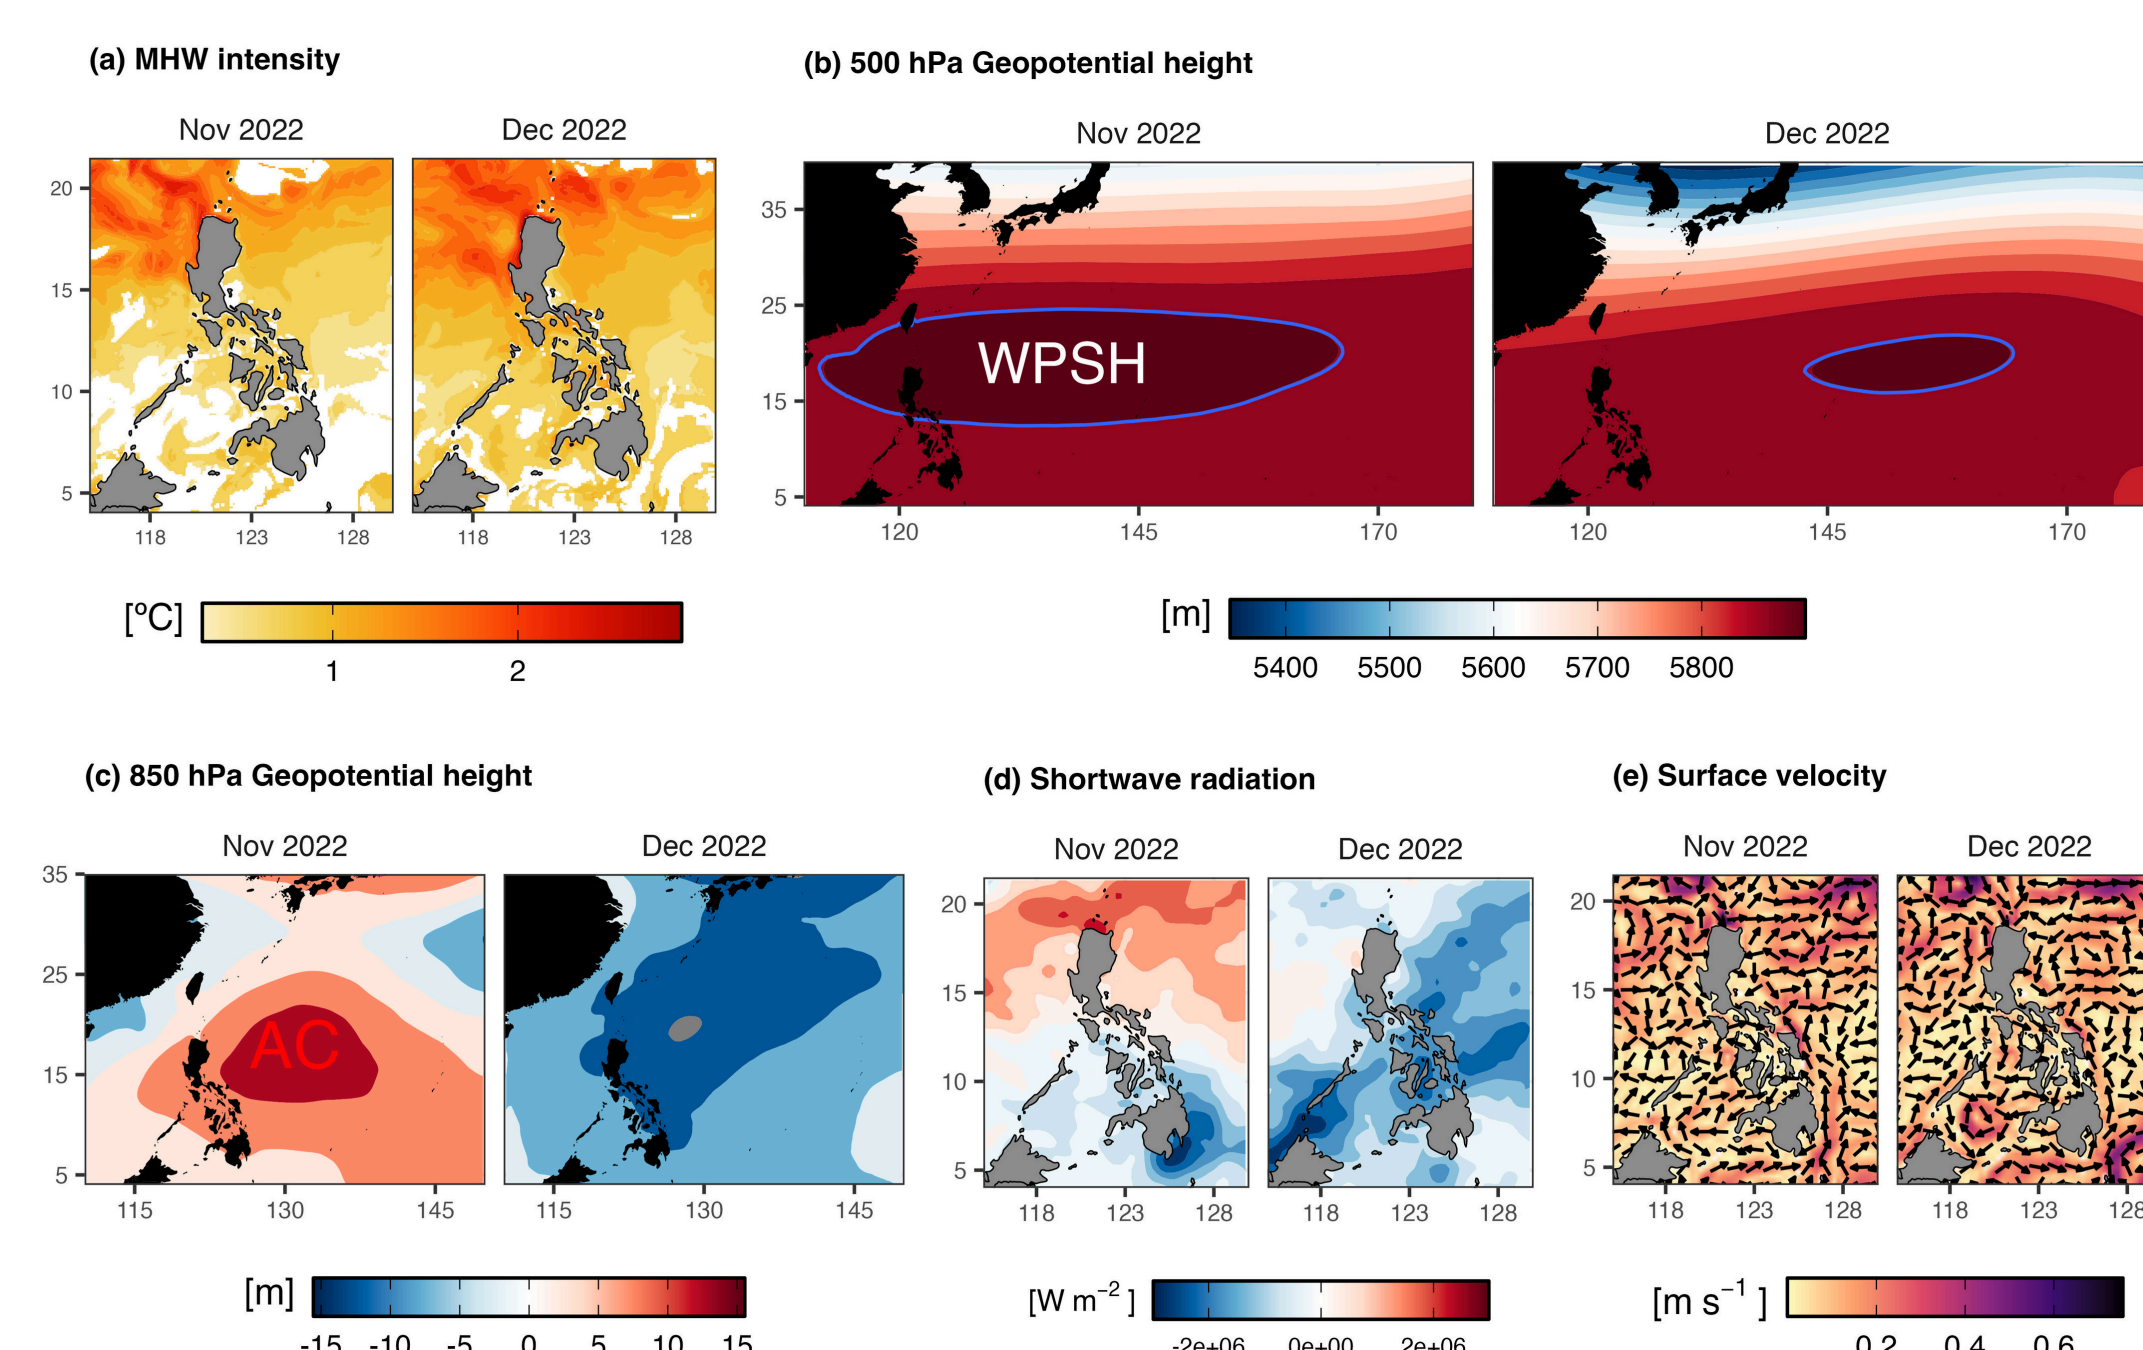 (a) MHW intensity
Nov 2022
Dec 2022
20
15
10
5
118
123
128
118
123
128
[ºC]
1
2
(b) 500 hPa Geopotential height
Nov 2022
Dec 2022
WPSH
35
25
15
5
120
145
170
120
145
170
[m]
5400
5500
5600
5700
5800
(c) 850 hPa Geopotential height
Nov 2022
Dec 2022
AC
35
25
15
5
115
130
145
115
130
145
[m]
-15
-10
-5
0
5
10
15
(d) Shortwave radiation
Nov 2022
Dec 2022
20
15
10
5
118
123
128
118
123
128
[W m⁻²]
-2e+06
0e+00
2e+06
(e) Surface velocity
Nov 2022
Dec 2022
20
15
10
5
118
123
128
118
123
128
[m s⁻¹]
0.2
0.4
0.6